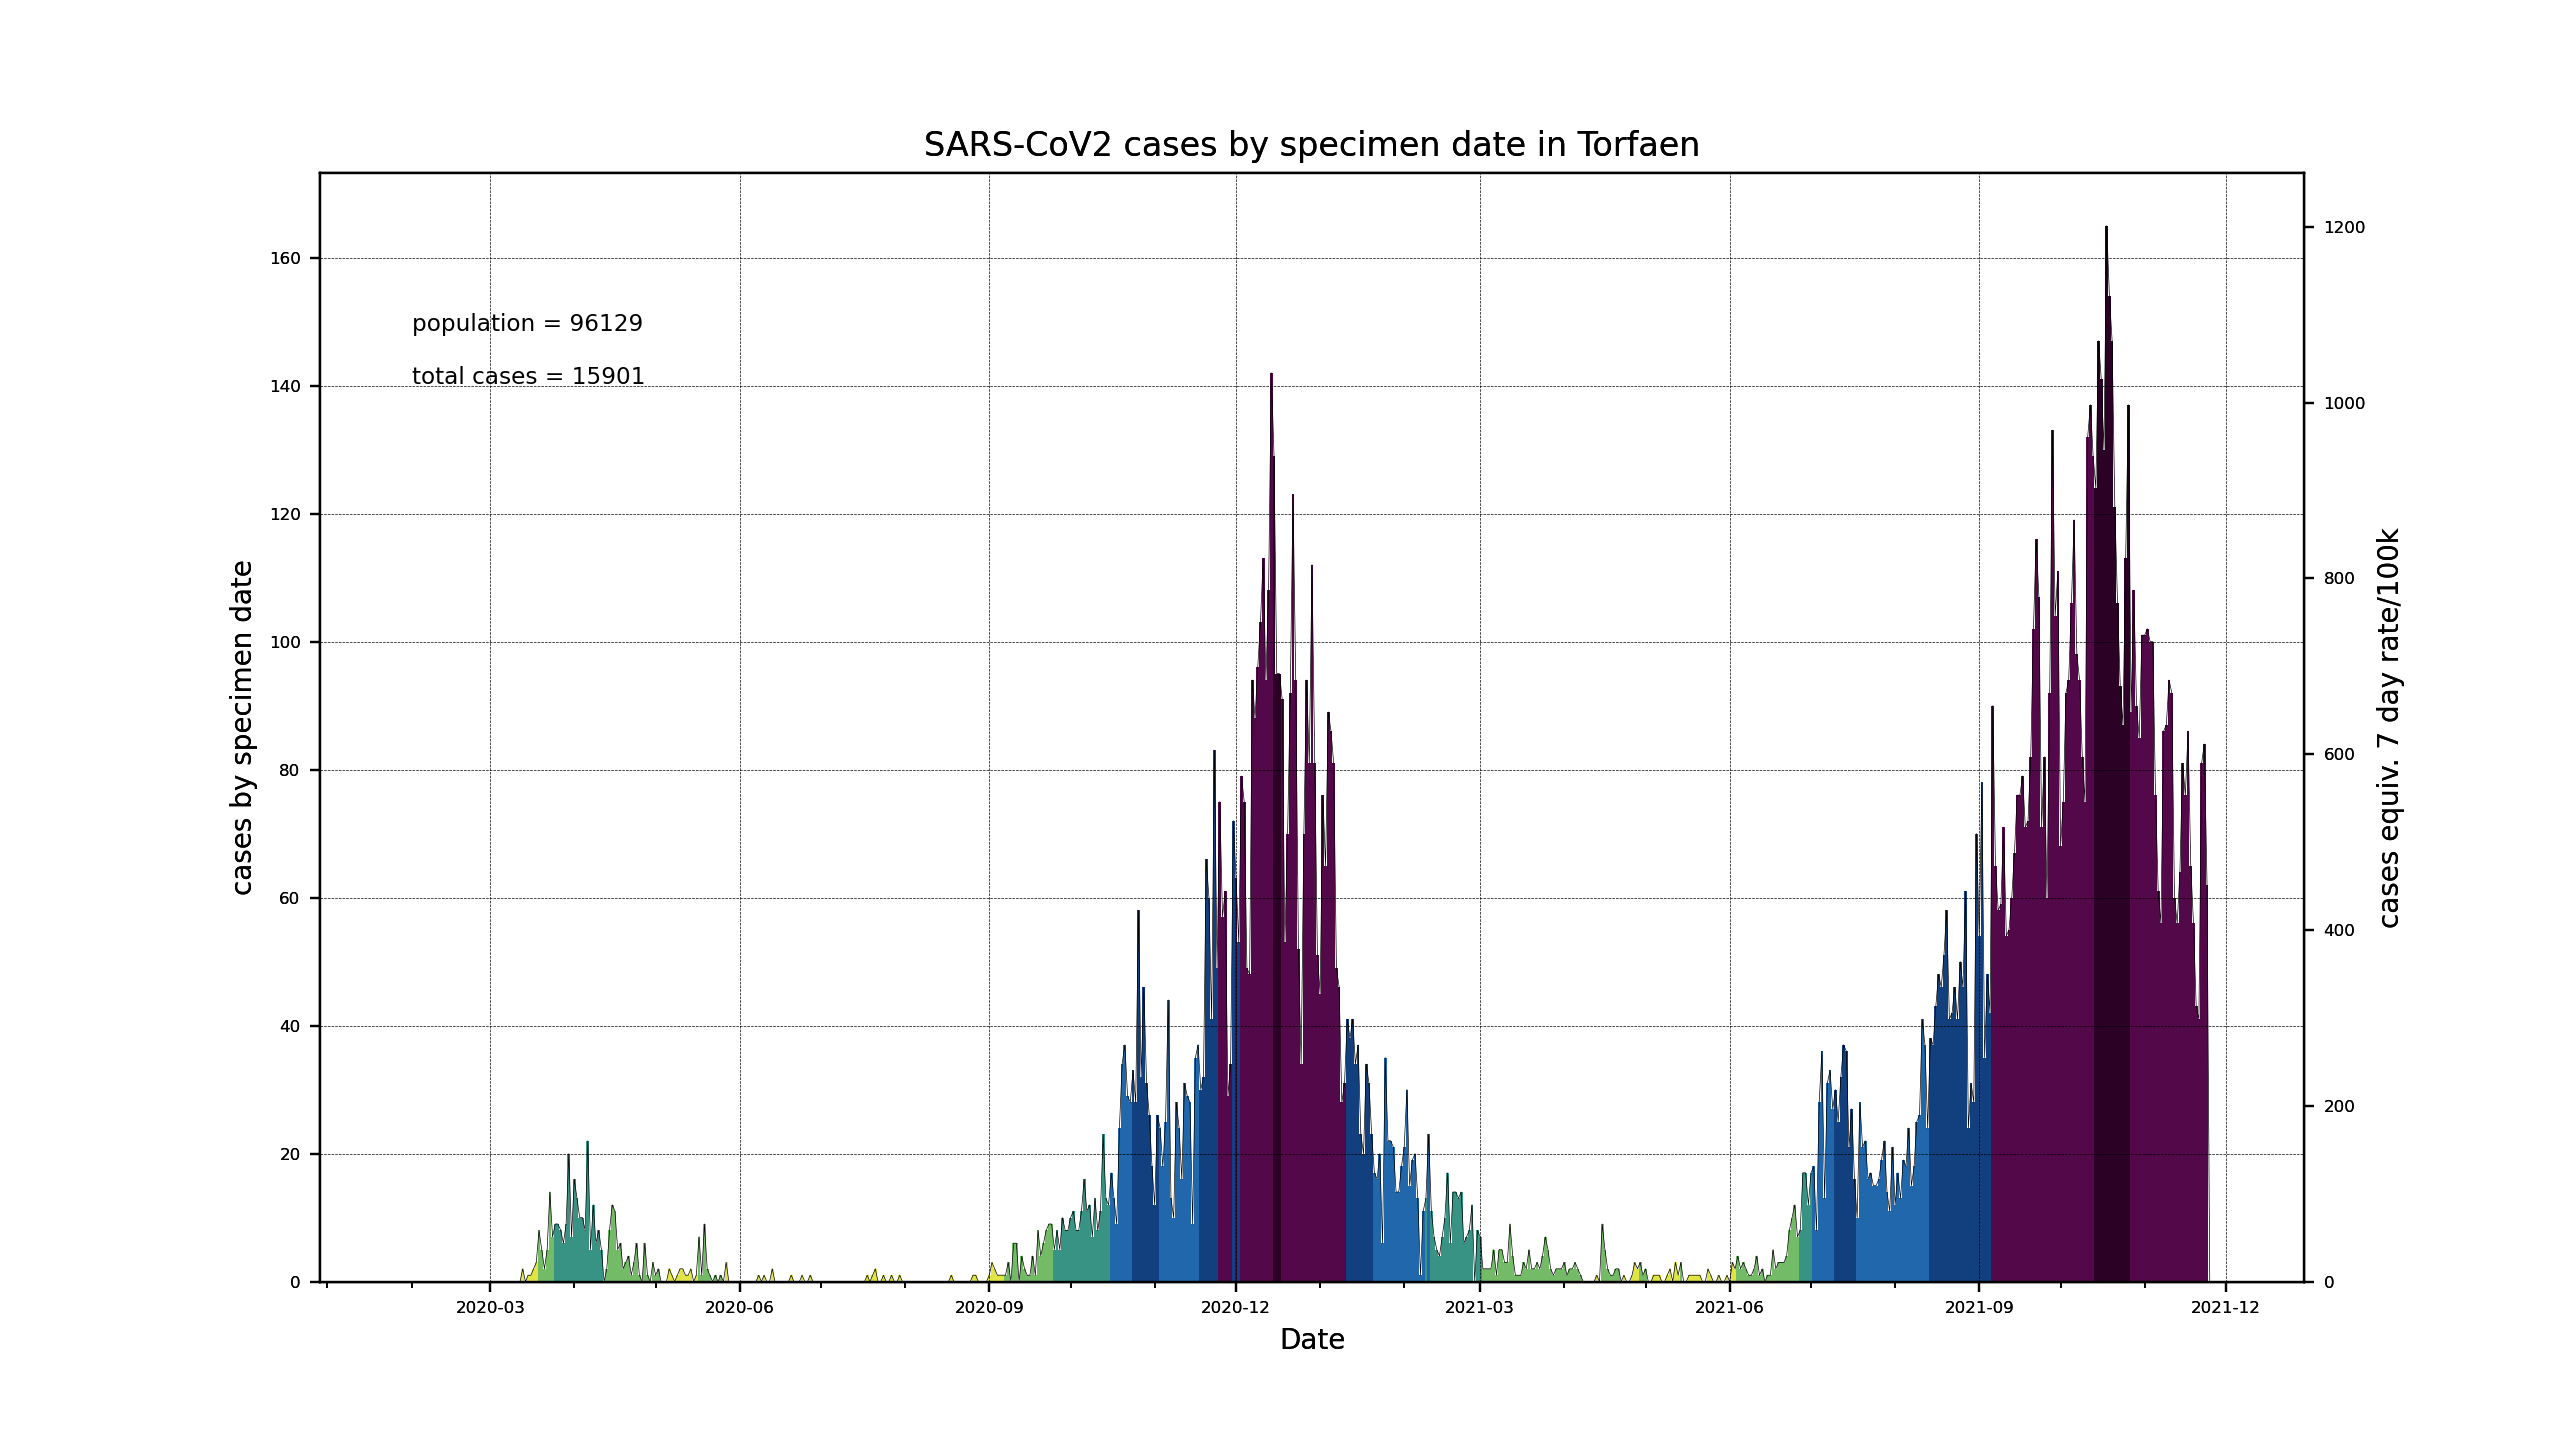 SARS-CoV2 cases by specimen date in Torfaen
population = 96129
total cases = 15901
cases by specimen date
160
140
120
100
80
60
40
20
0
1200
1000
800
600
400
200
0
cases equiv. 7 day rate/100k
2020-03 2020-06 2020-09 2020-12 2021-03 2021-06 2021-09 2021-12
Date